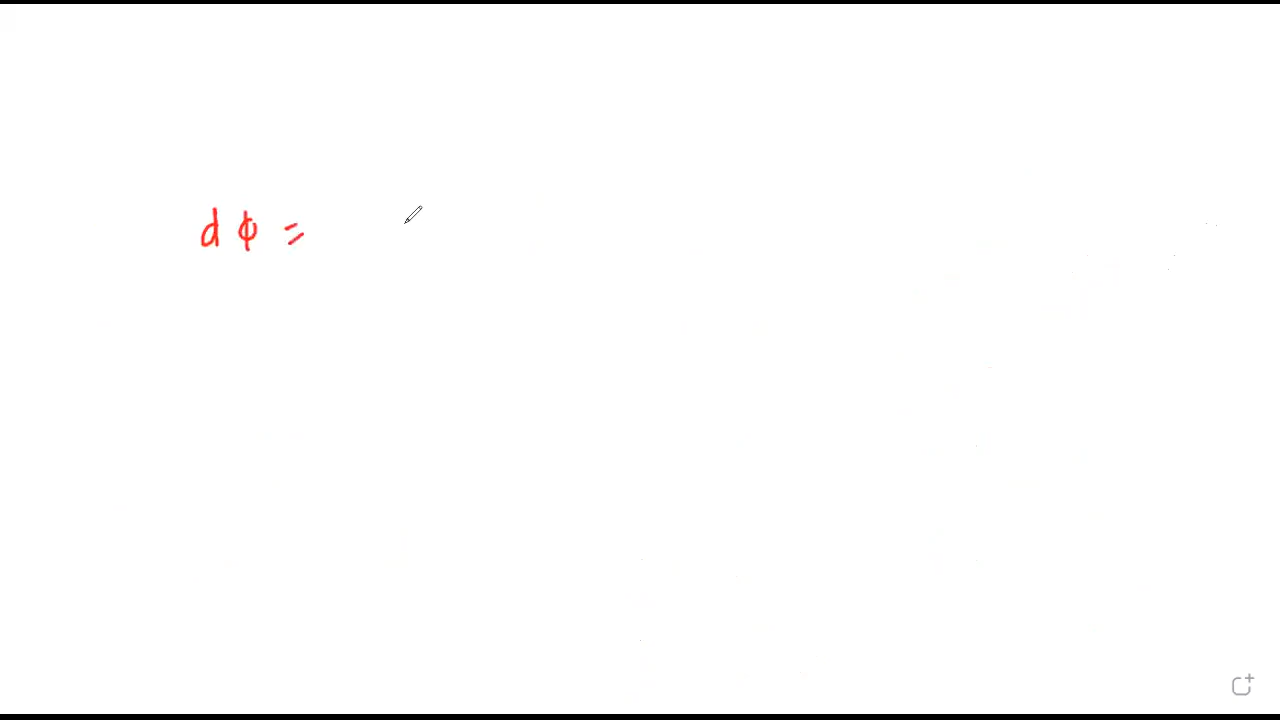 dϕ =